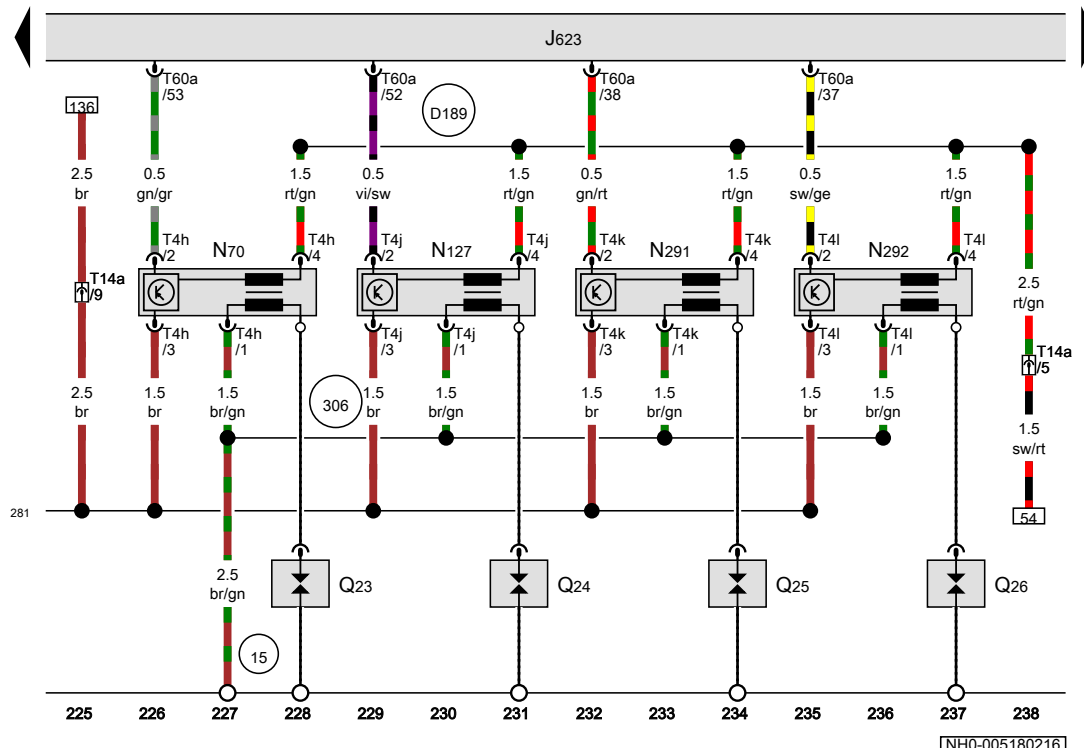 J623
T60a
/53
T60a
/52
T60a
/38
T60a
/37
136
D189
2.5
br
0.5
gn/gr
1.5
rt/gn
0.5
vi/sw
1.5
rt/gn
0.5
gn/rt
1.5
rt/gn
0.5
sw/ge
1.5
rt/gn
T4h
/2
N70
T4h
/4
T4j
/2
N127
T4j
/4
T4k
/2
N291
T4k
/4
T4l
/2
N292
T4l
/4
T14a
/9
2.5
rt/gn
T4h
/3
T4h
/1
T4j
/3
T4j
/1
T4k
/3
T4k
/1
T4l
/3
T4l
/1
T14a
/5
2.5
br
1.5
br
1.5
br/gn
306
1.5
br
1.5
br/gn
1.5
br
1.5
br/gn
1.5
br
1.5
br/gn
1.5
sw/rt
281
54
2.5
br/gn
Q23
Q24
Q25
Q26
15
225 226 227 228 229 230 231 232 233 234 235 236 237 238
NH0-005180216